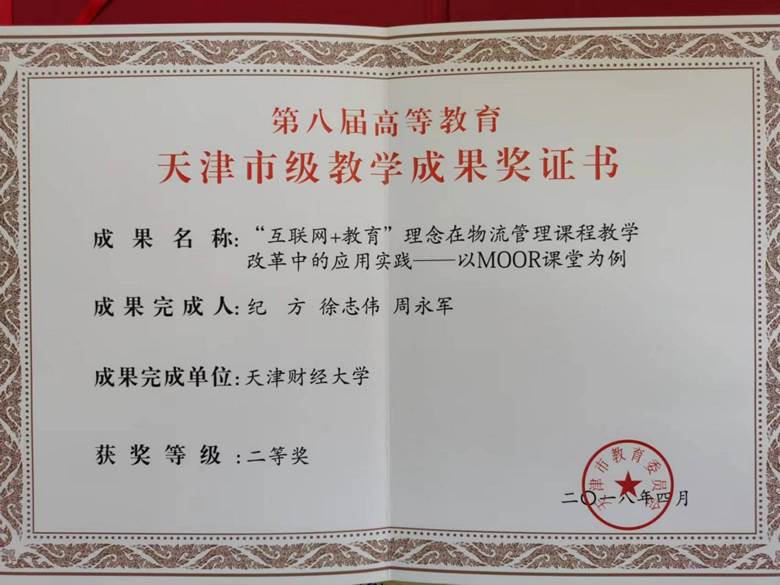 第八届高等教育
天津市级教学成果奖证书
成果名称:“互联网+教育”理念在物流管理课程教学
改革中的应用实践——以MOOR课堂为例
成果完成人:纪 方 徐志伟 周永军
成果完成单位:天津财经大学
获奖等级:二等奖
天津市教育委员会
二〇一八年四月